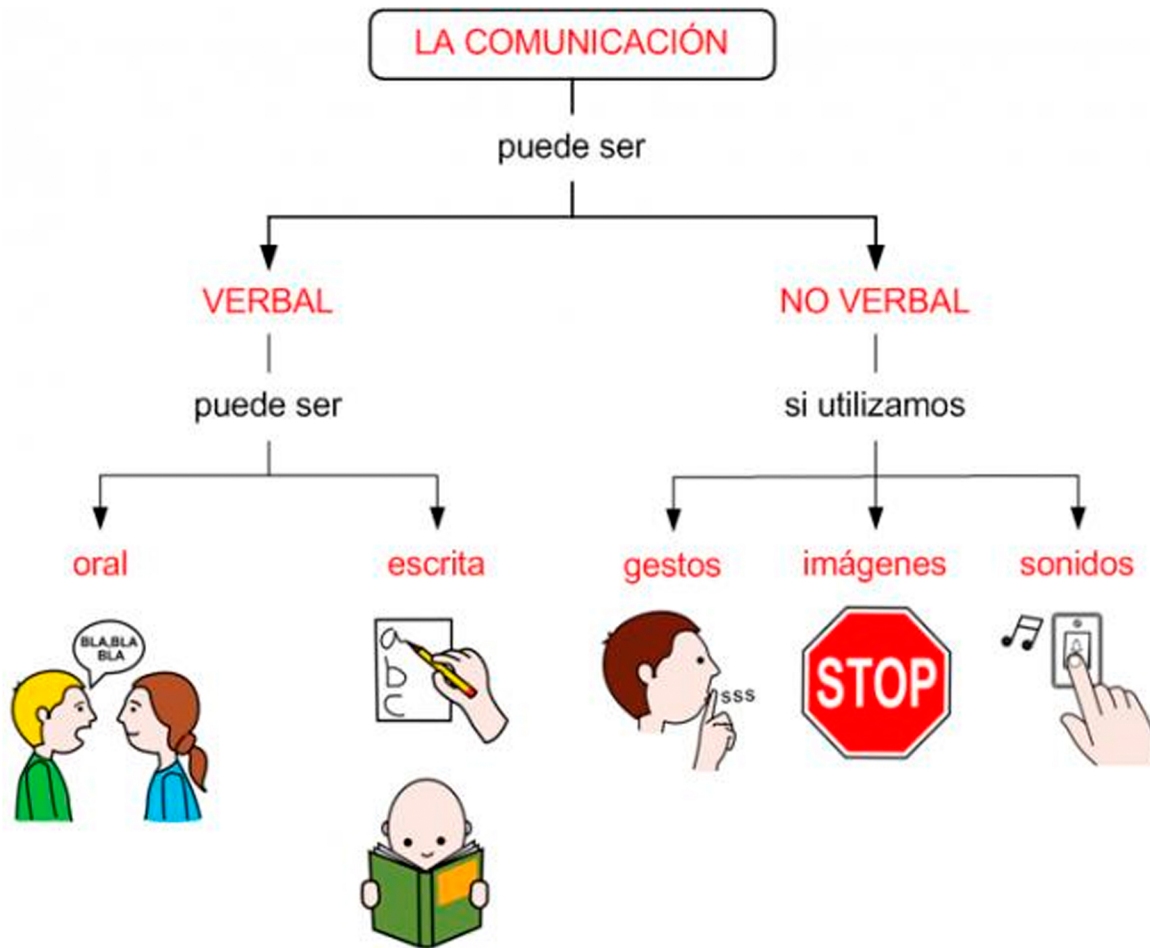 LA COMUNICACIÓN
puede ser
VERBAL
NO VERBAL
puede ser
si utilizamos
oral
escrita
gestos
imágenes
sonidos
BLA,BLA
BLA
a
b
c
sss
STOP